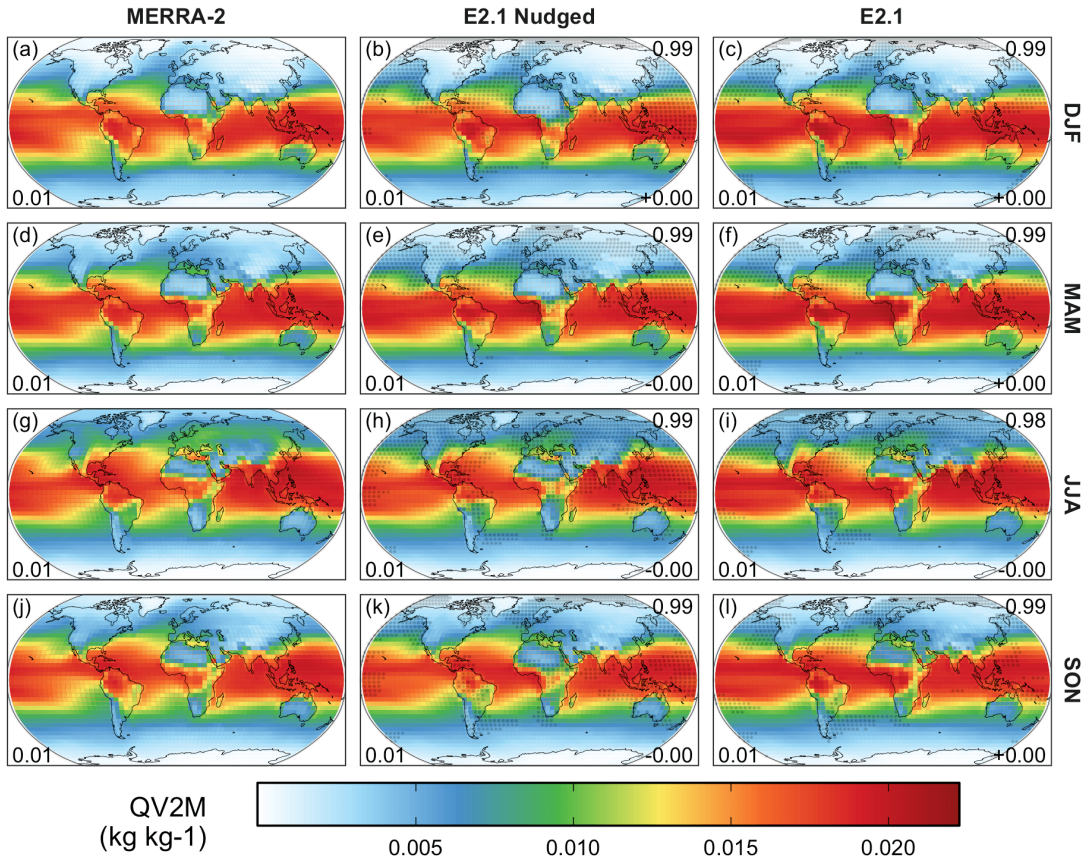 MERRA-2 E2.1 Nudged E2.1
(a) (b) 0.99 (c) 0.99
DJF
0.01 0.01 +0.00 0.01 +0.00
(d) (e) 0.99 (f) 0.99
MAM
0.01 0.01 -0.00 0.01 +0.00
(g) (h) 0.99 (i) 0.98
JJA
0.01 0.01 -0.00 0.01 -0.00
(j) (k) 0.99 (l) 0.99
SON
0.01 0.01 -0.00 0.01 +0.00
QV2M
(kg kg-1)
0.005 0.010 0.015 0.020